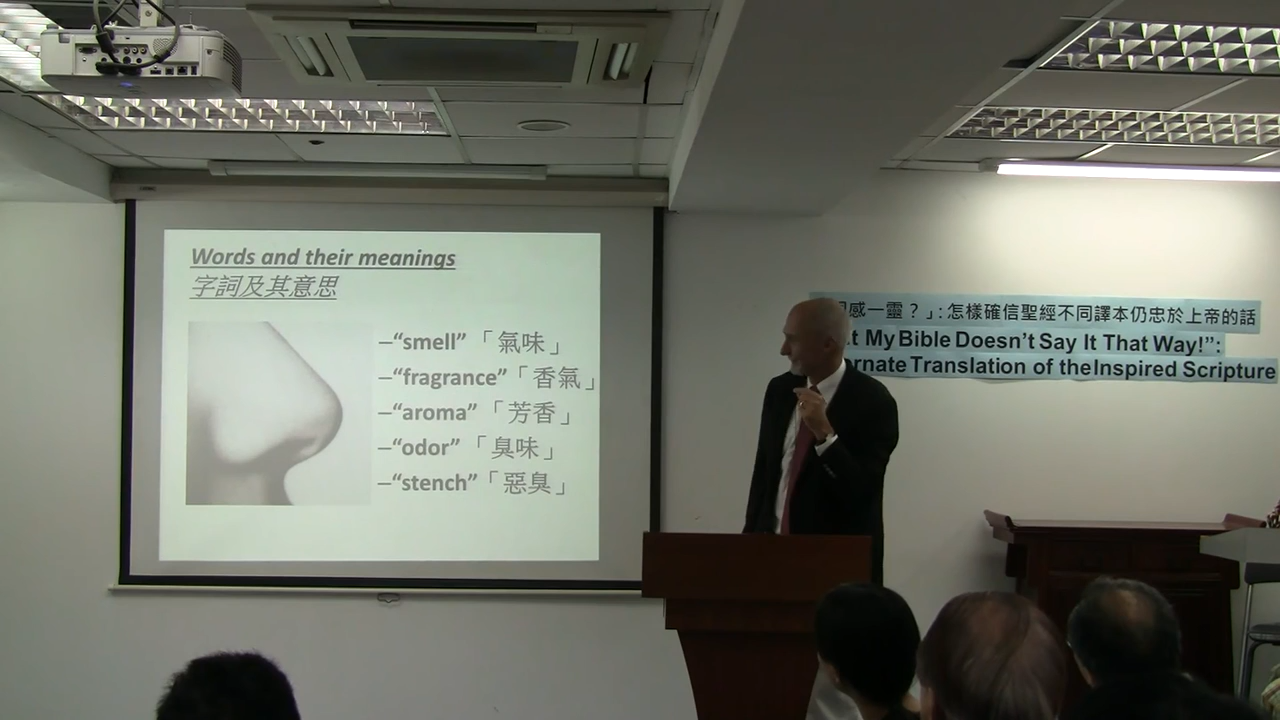 Words and their meanings
字詞及其意思
–“smell”「氣味」
–“fragrance”「香氣」
–“aroma”「芳香」
–“odor”「臭味」
–“stench”「惡臭」
感一靈？」: 怎樣確信聖經不同譯本仍忠於上帝的話
t My Bible Doesn’t Say It That Way!”:
rnate Translation of the Inspired Scripture